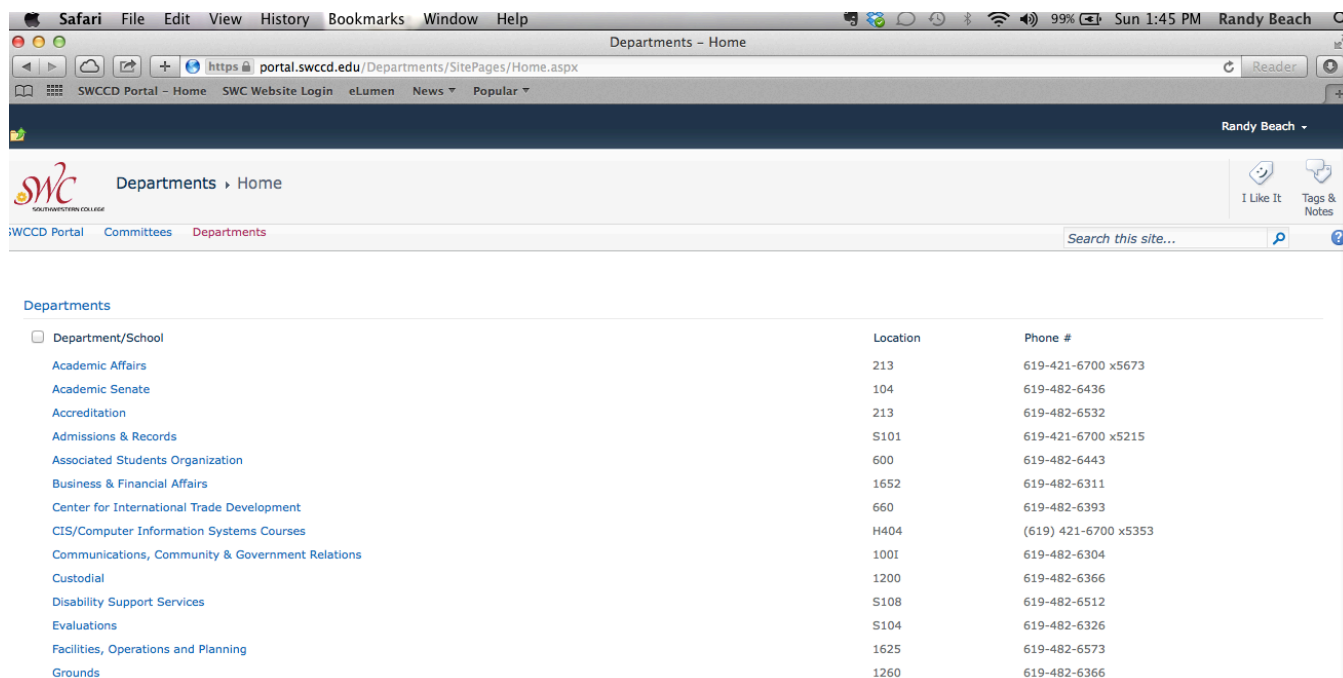 Safari File Edit View History Bookmarks Window Help 99% Sun 1:45 PM Randy Beach
Departments – Home
https portal.swccd.edu/Departments/SitePages/Home.aspx Reader
SWCCD Portal – Home SWC Website Login eLumen News Popular
Randy Beach
SWC
SOUTHWESTERN COLLEGE
Departments Home
I Like It Tags & Notes
SWCCD Portal Committees Departments Search this site...
Departments
Department/School Location Phone #
Academic Affairs 213 619-421-6700 x5673
Academic Senate 104 619-482-6436
Accreditation 213 619-482-6532
Admissions & Records S101 619-421-6700 x5215
Associated Students Organization 600 619-482-6443
Business & Financial Affairs 1652 619-482-6311
Center for International Trade Development 660 619-482-6393
CIS/Computer Information Systems Courses H404 (619) 421-6700 x5353
Communications, Community & Government Relations 100I 619-482-6304
Custodial 1200 619-482-6366
Disability Support Services S108 619-482-6512
Evaluations S104 619-482-6326
Facilities, Operations and Planning 1625 619-482-6573
Grounds 1260 619-482-6366